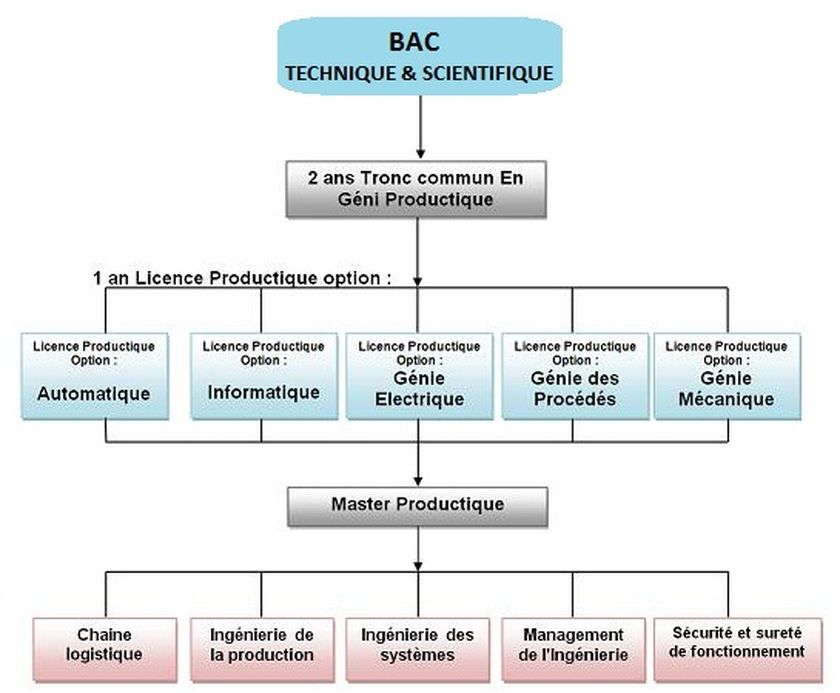 BAC
TECHNIQUE & SCIENTIFIQUE
2 ans Tronc commun En
Géni Productique
1 an Licence Productique option :
Licence Productique
Option :
Automatique
Licence Productique
Option :
Informatique
Licence Productique
Option :
Génie
Electrique
Licence Productique
Option :
Génie des
Procédés
Licence Productique
Option :
Génie
Mécanique
Master Productique
Chaine
logistique
Ingénierie de
la production
Ingénierie des
systèmes
Management
de l'Ingénierie
Sécurité et sureté
de fonctionnement